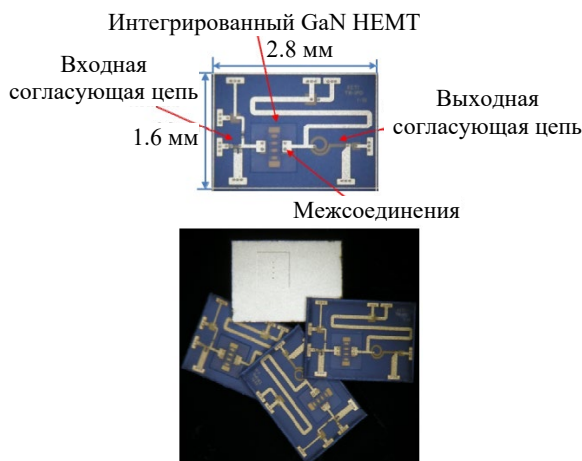 Интегрированный GaN HEMT
2.8 мм
Входная
согласующая цепь
Выходная
согласующая цепь
1.6 мм
Межсоединения